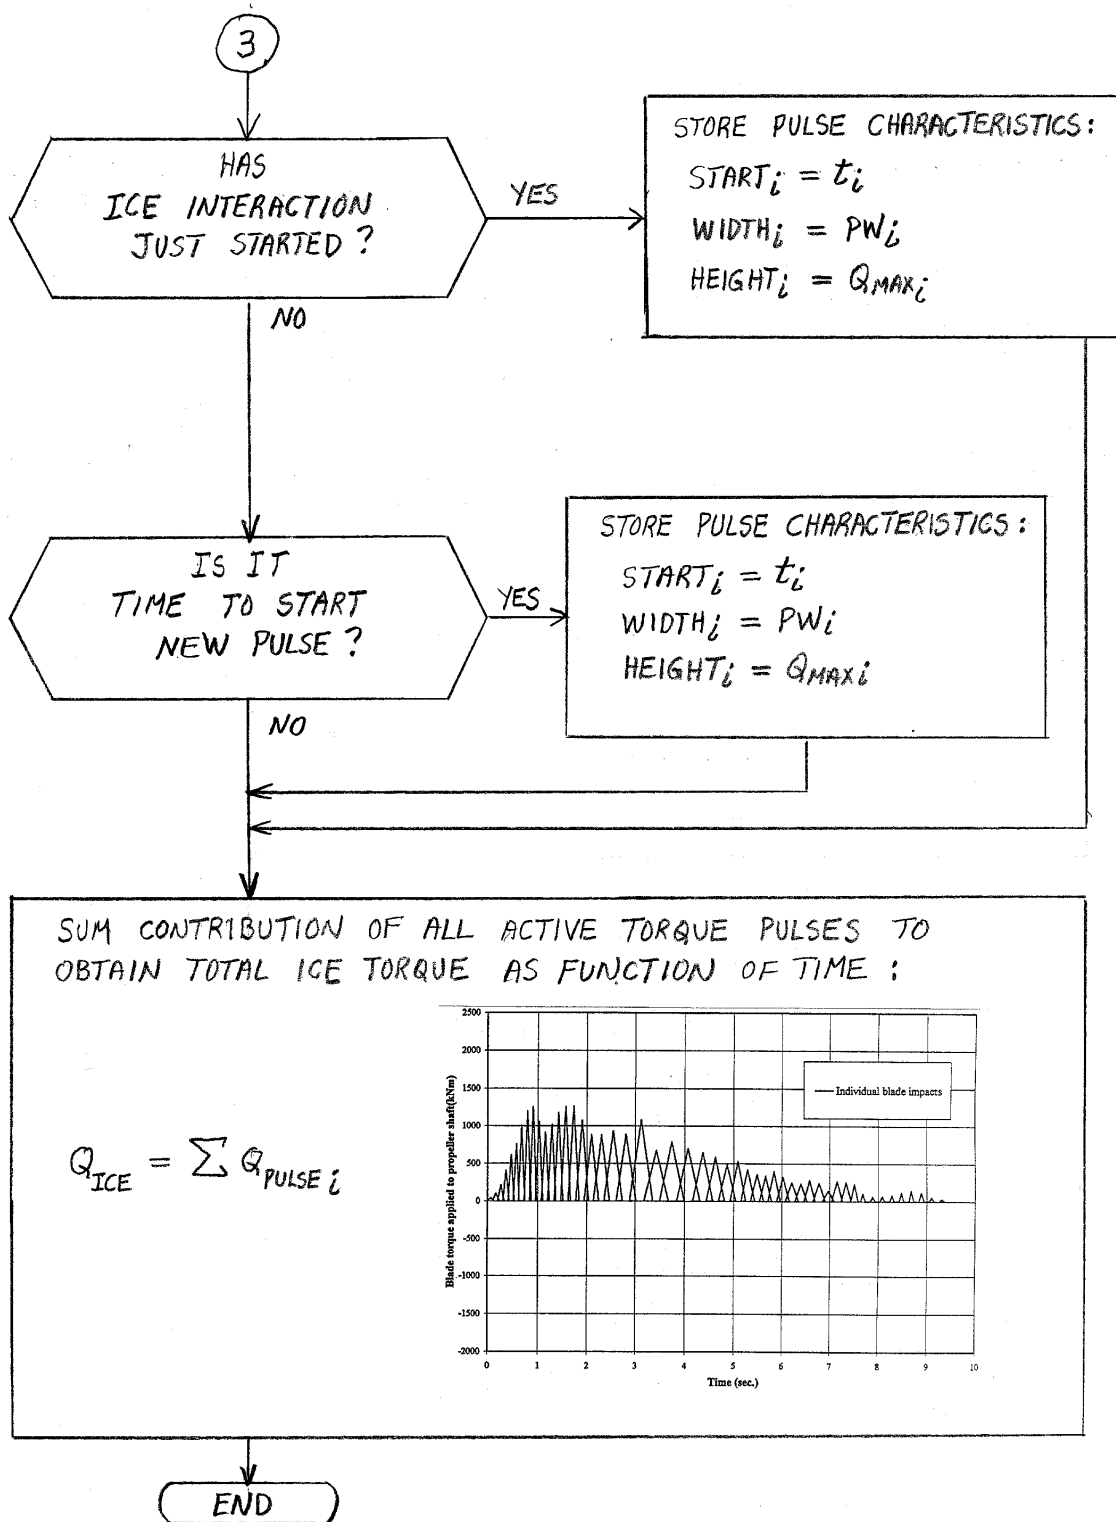 3
HAS
ICE INTERACTION
JUST STARTED?
YES
NO
STORE PULSE CHARACTERISTICS:
STARTi = ti
WIDTHi = PWi
HEIGHTi = QMAXi
IS IT
TIME TO START
NEW PULSE?
YES
NO
STORE PULSE CHARACTERISTICS:
STARTi = ti
WIDTHi = PWi
HEIGHTi = QMAXi
SUM CONTRIBUTION OF ALL ACTIVE TORQUE PULSES TO
OBTAIN TOTAL ICE TORQUE AS FUNCTION OF TIME:
QICE = Σ QPULSE i
Blade torque applied to propeller shaft(kNm)
2500
2000
1500
1000
500
0
-500
-1000
-1500
-2000
Individual blade impacts
0 1 2 3 4 5 6 7 8 9 10
Time (sec.)
END